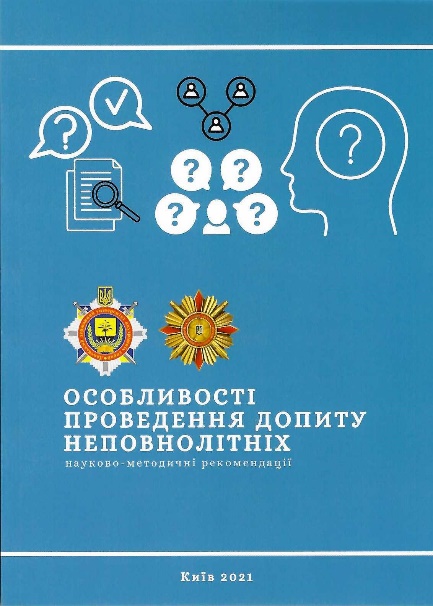 ОСОБЛИВОСТІ
ПРОВЕДЕННЯ ДОПИТУ
НЕПОВНОЛІТНІХ
науково-методичні рекомендації
Київ 2021